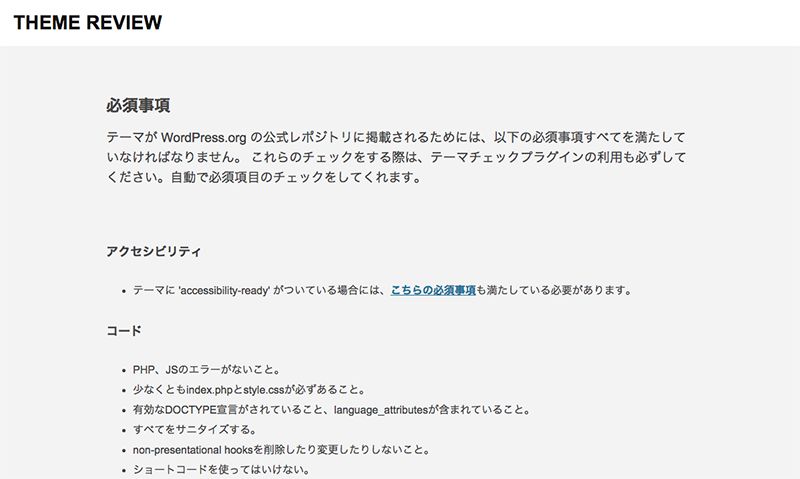 THEME REVIEW
必須事項
テーマが WordPress.org の公式レポジトリに掲載されるためには、以下の必須事項すべてを満たして
いなければなりません。 これらのチェックをする際は、テーマチェックプラグインの利用も必ずして
ください。自動で必須項目のチェックをしてくれます。
アクセシビリティ
• テーマに 'accessibility-ready' がついている場合には、こちらの必須事項も満たしている必要があります。
コード
• PHP、JSのエラーがないこと。
• 少なくともindex.phpとstyle.cssが必ずあること。
• 有効なDOCTYPE宣言がされていること、language_attributesが含まれていること。
• すべてをサニタイズする。
• non-presentational hooksを削除したり変更したりしないこと。
• ショートコードを使ってはいけない。